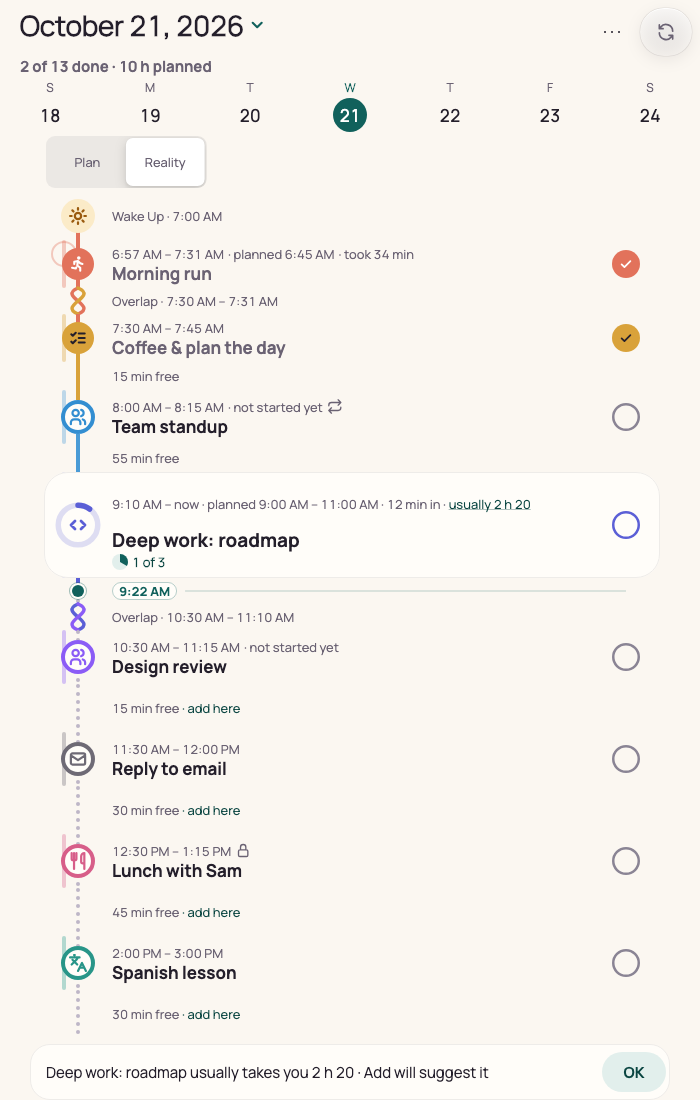 October 21, 2026
...
2 of 13 done · 10 h planned
S M T W T F S
18 19 20 21 22 23 24
Plan Reality
Wake Up · 7:00 AM
6:57 AM – 7:31 AM · planned 6:45 AM · took 34 min
Morning run
Overlap · 7:30 AM – 7:31 AM
7:30 AM – 7:45 AM
Coffee & plan the day
15 min free
8:00 AM – 8:15 AM · not started yet
Team standup
55 min free
9:10 AM – now · planned 9:00 AM – 11:00 AM · 12 min in · usually 2 h 20
Deep work: roadmap
1 of 3
9:22 AM
Overlap · 10:30 AM – 11:10 AM
10:30 AM – 11:15 AM · not started yet
Design review
15 min free · add here
11:30 AM – 12:00 PM
Reply to email
30 min free · add here
12:30 PM – 1:15 PM
Lunch with Sam
45 min free · add here
2:00 PM – 3:00 PM
Spanish lesson
30 min free · add here
Deep work: roadmap usually takes you 2 h 20 · Add will suggest it OK